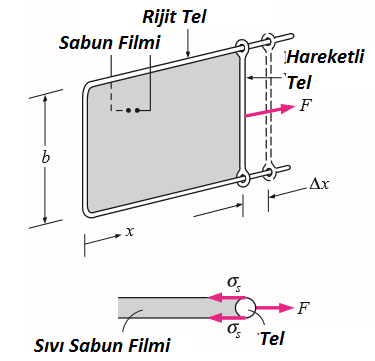 Rijit Tel
Sabun Filmi
Hareketli
Tel
F
b
Δx
x
σs
F
σs
Tel
Sıvı Sabun Filmi